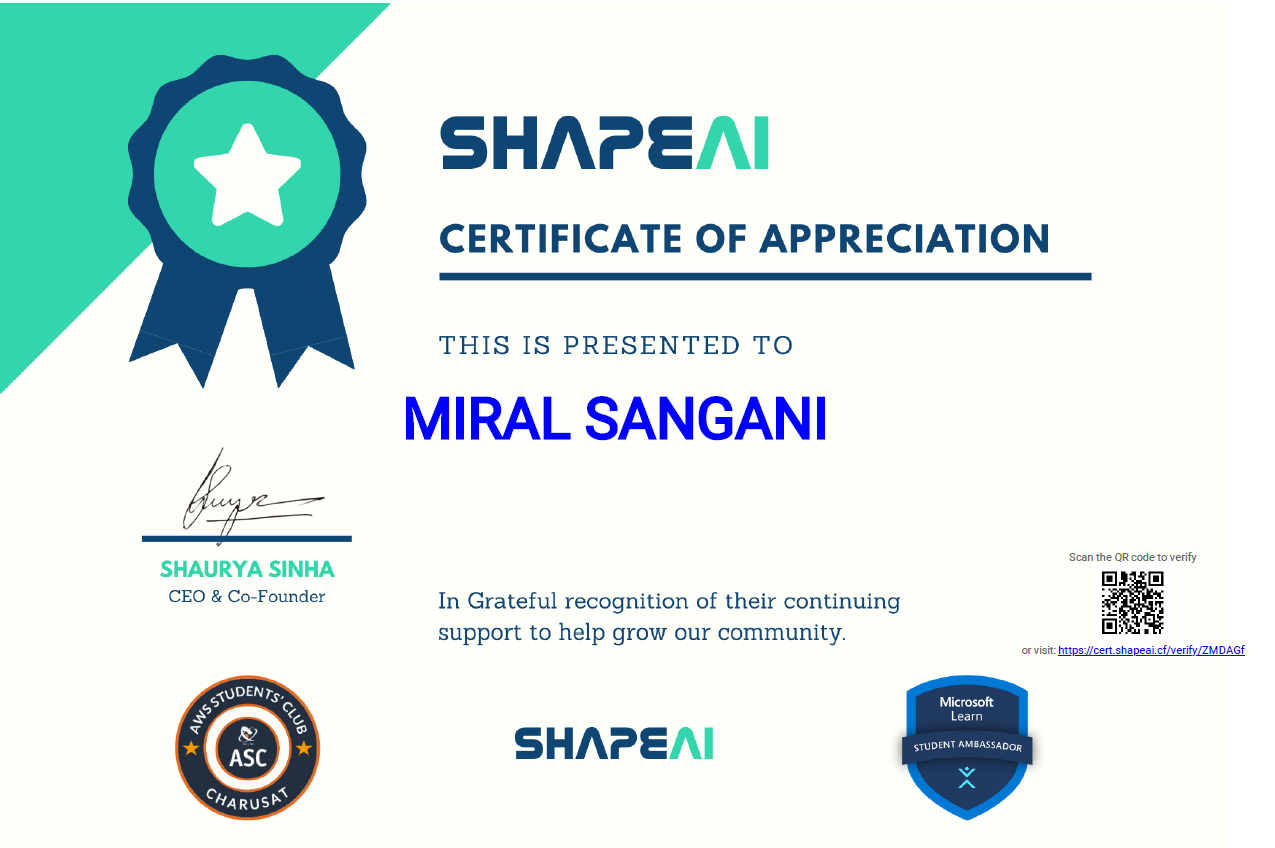 SHAPEAI
CERTIFICATE OF APPRECIATION
THIS IS PRESENTED TO
MIRAL SANGANI
SHAURYA SINHA
CEO & Co-Founder
In Grateful recognition of their continuing
support to help grow our community.
Scan the QR code to verify
or visit: https://cert.shapeai.cf/verify/ZMDAGf
AWS STUDENTS' CLUB
ASC
CHARUSAT
SHAPEAI
Microsoft
Learn
STUDENT AMBASSADOR